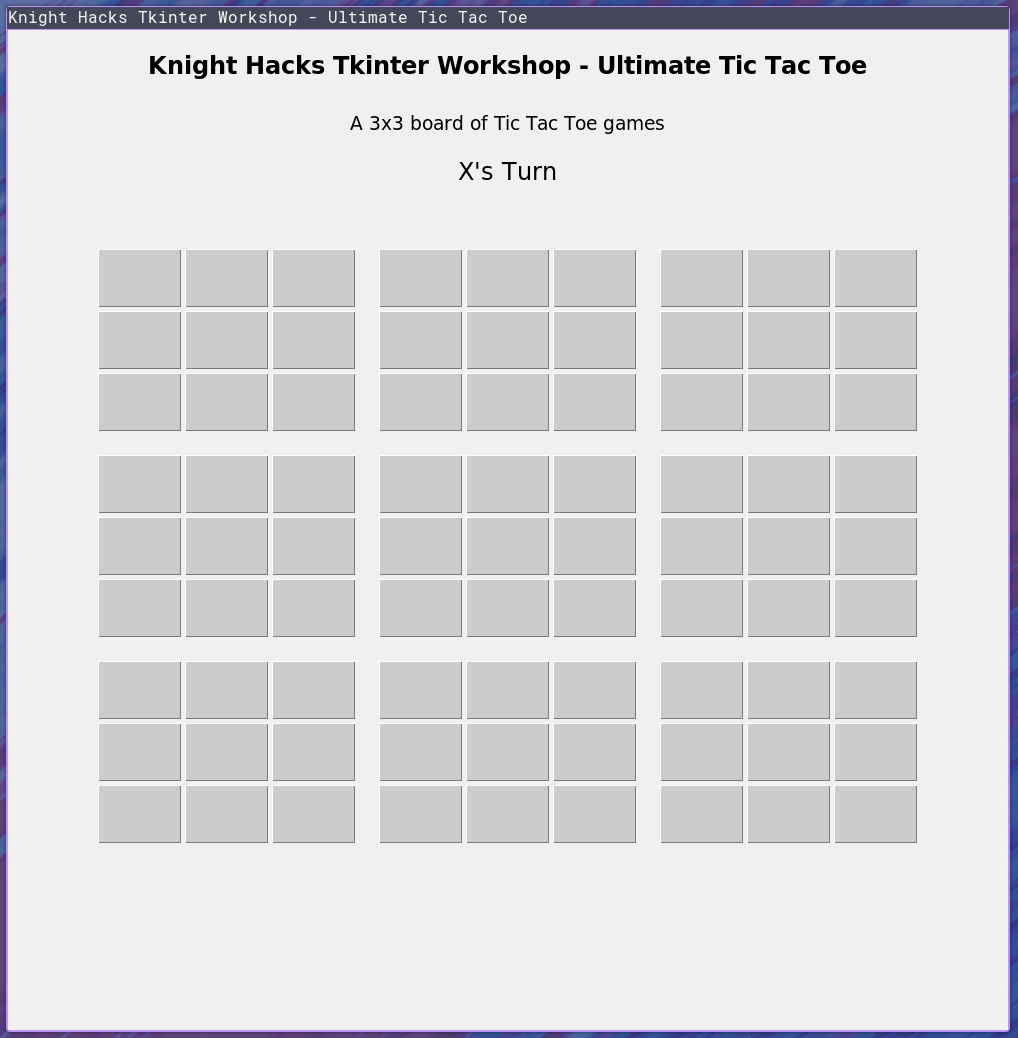 Knight Hacks Tkinter Workshop - Ultimate Tic Tac Toe
Knight Hacks Tkinter Workshop - Ultimate Tic Tac Toe
A 3x3 board of Tic Tac Toe games
X's Turn